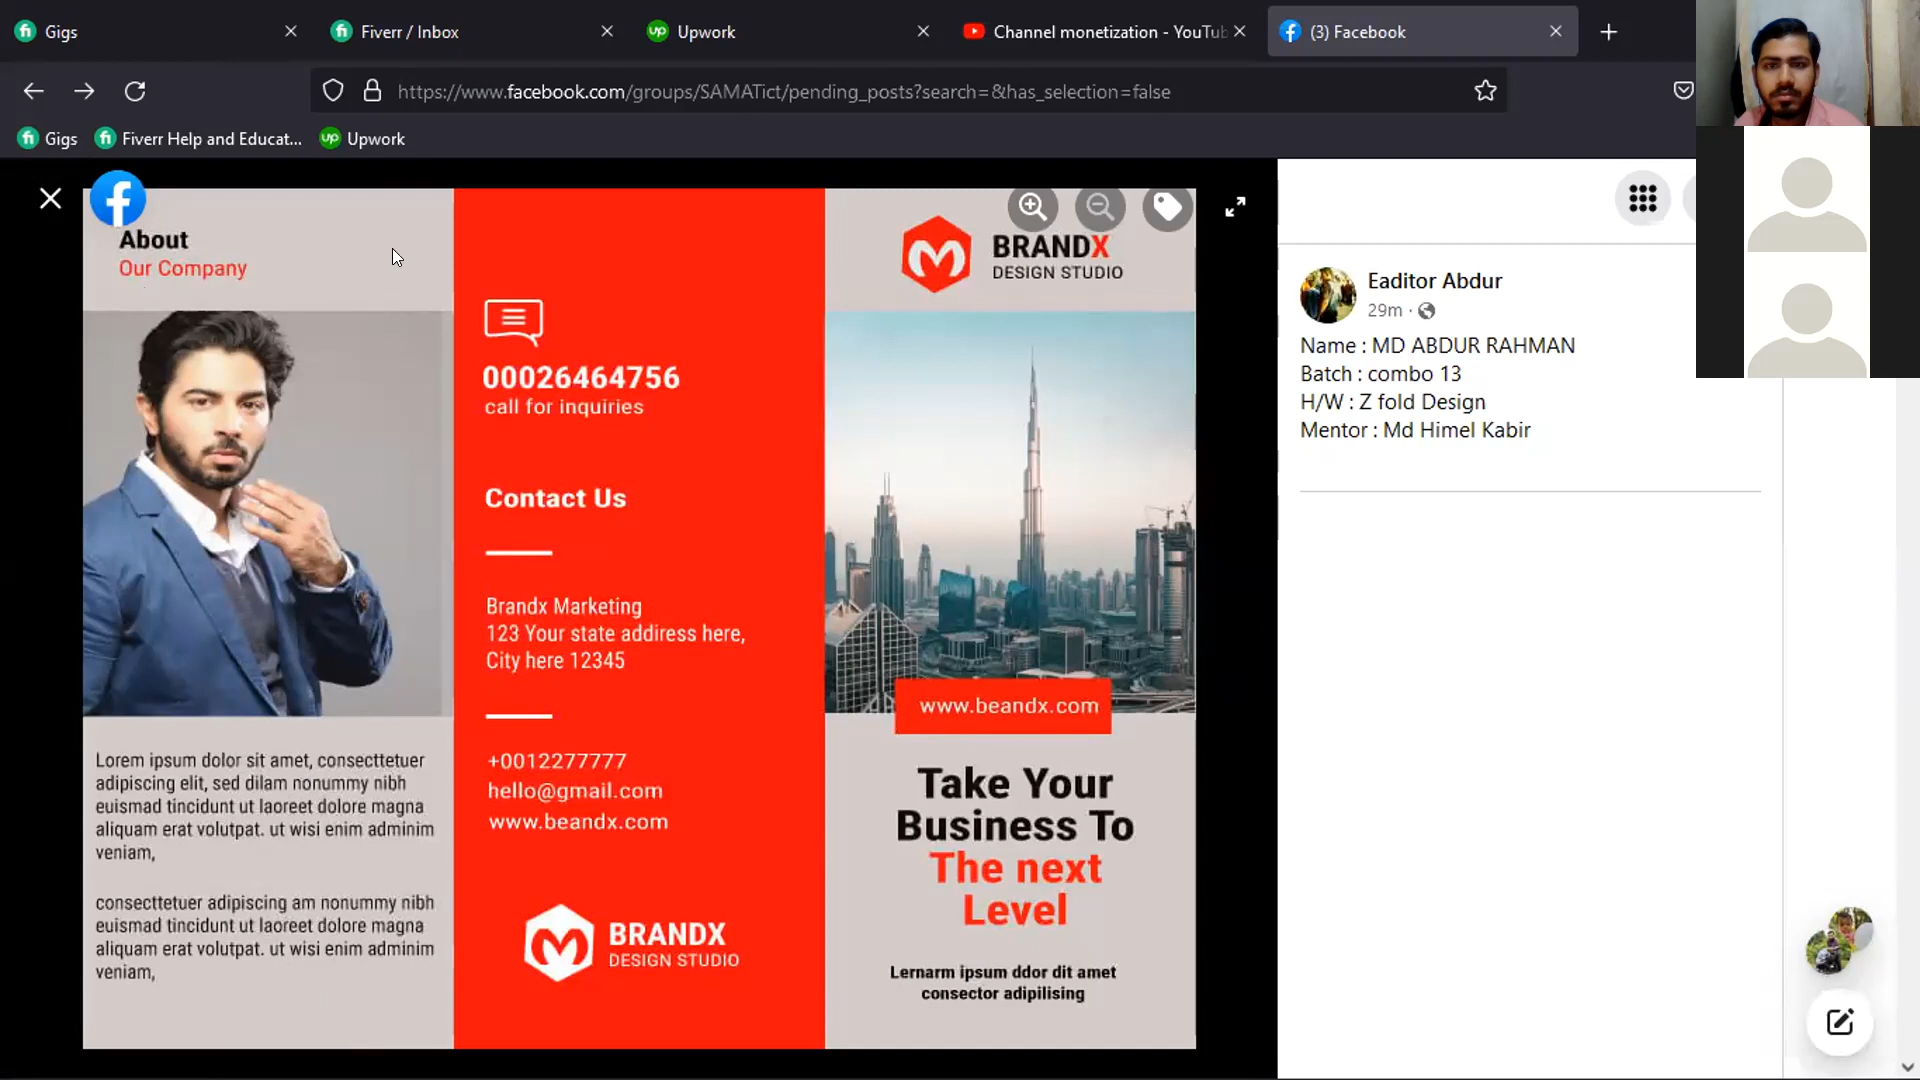 Gigs
Fiverr / Inbox
Upwork
Channel monetization - YouTub
(3) Facebook
https://www.facebook.com/groups/SAMATict/pending_posts?search=&has_selection=false
Gigs
Fiverr Help and Educat...
Upwork
About
Our Company
Lorem ipsum dolor sit amet, consecttetuer
adipiscing elit, sed dilam nonummy nibh
euismad tincidunt ut laoreet dolore magna
aliquam erat volutpat. ut wisi enim adminim
veniam,
consecttetuer adipiscing am nonummy nibh
euismad tincidunt ut laoreet dolore magna
aliquam erat volutpat. ut wisi enim adminim
veniam,
00026464756
call for inquiries
Contact Us
Brandx Marketing
123 Your state addiress here,
City here 12345
+0012277777
hello@gmail.com
www.beandx.com
BRANDX
DESIGN STUDIO
BRANDX
DESIGN STUDIO
www.beandx.com
Take Your
Business To
The next
Level
Lernarm ipsum ddor dit amet
consector adipilising
Eaditor Abdur
29m ·
Name : MD ABDUR RAHMAN
Batch : combo 13
H/W : Z fold Design
Mentor : Md Himel Kabir